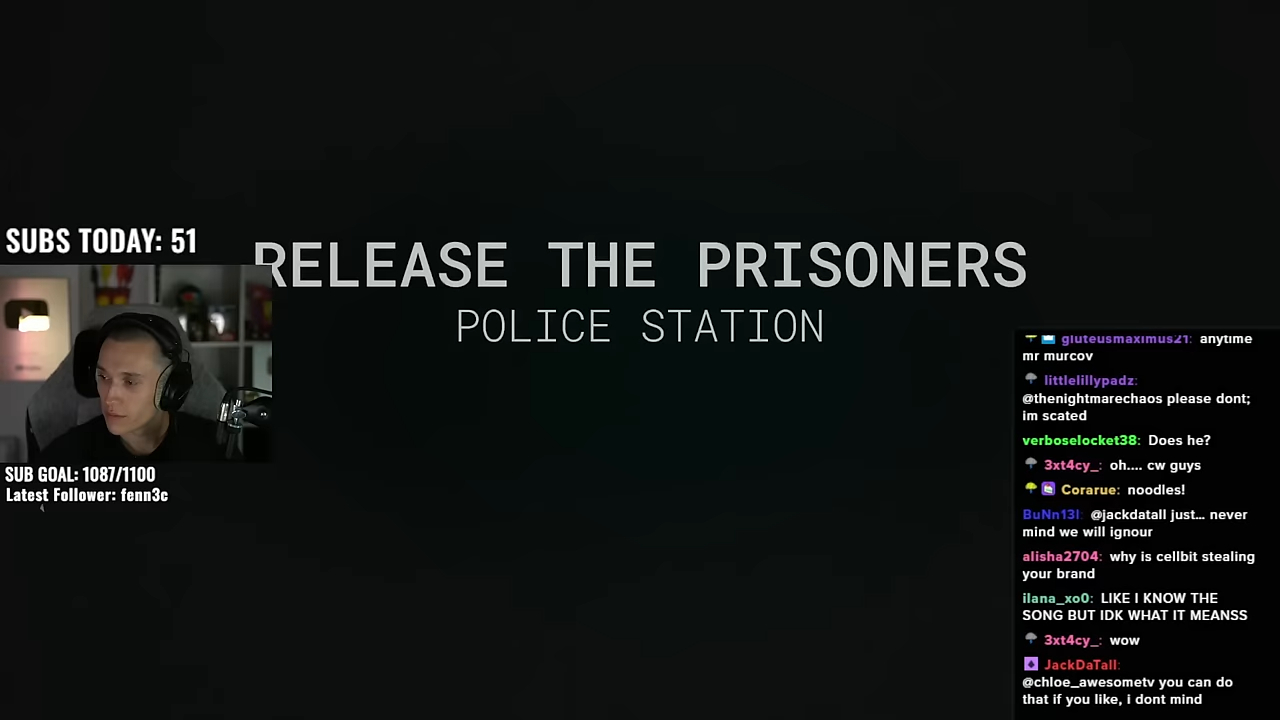 SUBS TODAY: 51
RELEASE THE PRISONERS
POLICE STATION
SUB GOAL: 1087/1100
Latest Follower: fenn3c
gluteusmaximus21: anytime
mr murcov
littlelillypadz:
@thenightmarechaos please dont;
im scated
verboselocket38: Does he?
3xt4cy_: oh.... cw guys
Corarue: noodles!
BuNn13l: @jackdatall just... never
mind we will ignour
alisha2704: why is cellbit stealing
your brand
ilana_xo0: LIKE I KNOW THE
SONG BUT IDK WHAT IT MEANSS
3xt4cy_: wow
JackDaTall:
@chloe_awesometv you can do
that if you like, i dont mind